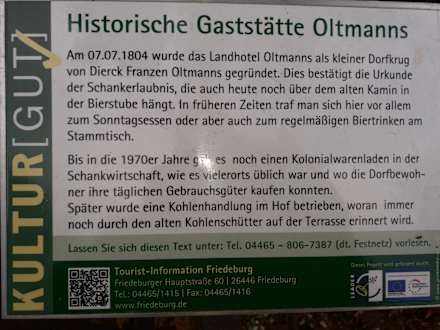 Historische Gaststätte Oltmanns
Am 07.07.1804 wurde das Landhotel Oltmanns als kleiner Dorfkrug
von Dierck Franzen Oltmanns gegründet. Dies bestätigt die Urkunde
der Schankerlaubnis, die auch heute noch über dem alten Kamin in
der Bierstube hängt. In früheren Zeiten traf man sich hier vor allem
zum Sonntagsessen oder aber auch zum regelmäßigen Biertrinken am
Stammtisch.
Bis in die 1970er Jahre gab es noch einen Kolonialwarenladen in der
Schankwirtschaft, wie es vielerorts üblich war und wo die Dorfbewoh-
ner ihre täglichen Gebrauchsgüter kaufen konnten.
Später wurde eine Kohlenhandlung im Hof betrieben, woran immer
noch durch den alten Kohlenschütter auf der Terrasse erinnert wird.
Lassen Sie sich diesen Text unter: Tel. 04465 - 806-7387 (dt. Festnetz) vorlesen.
Tourist-Information Friedeburg
Friedeburger Hauptstraße 60 | 26446 Friedeburg
Tel.: 04465/1415 | Fax: 04465/1416
www.friedeburg.de
Dieses Projekt wird gefördert durch:
LEADER
KULTUR[GUT]